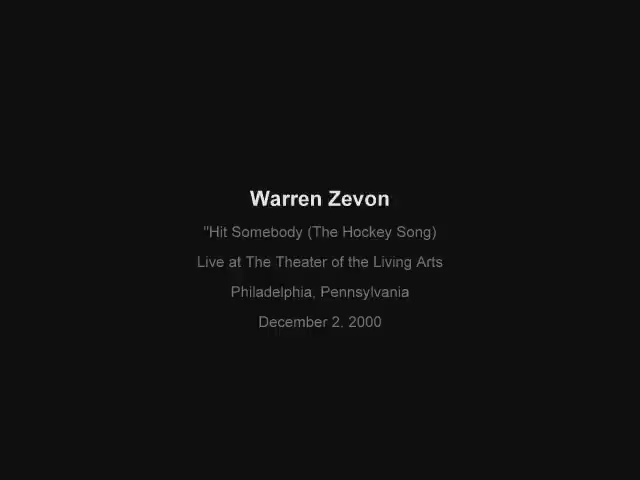 Warren Zevon
"Hit Somebody (The Hockey Song)
Live at The Theater of the Living Arts
Philadelphia, Pennsylvania
December 2, 2000